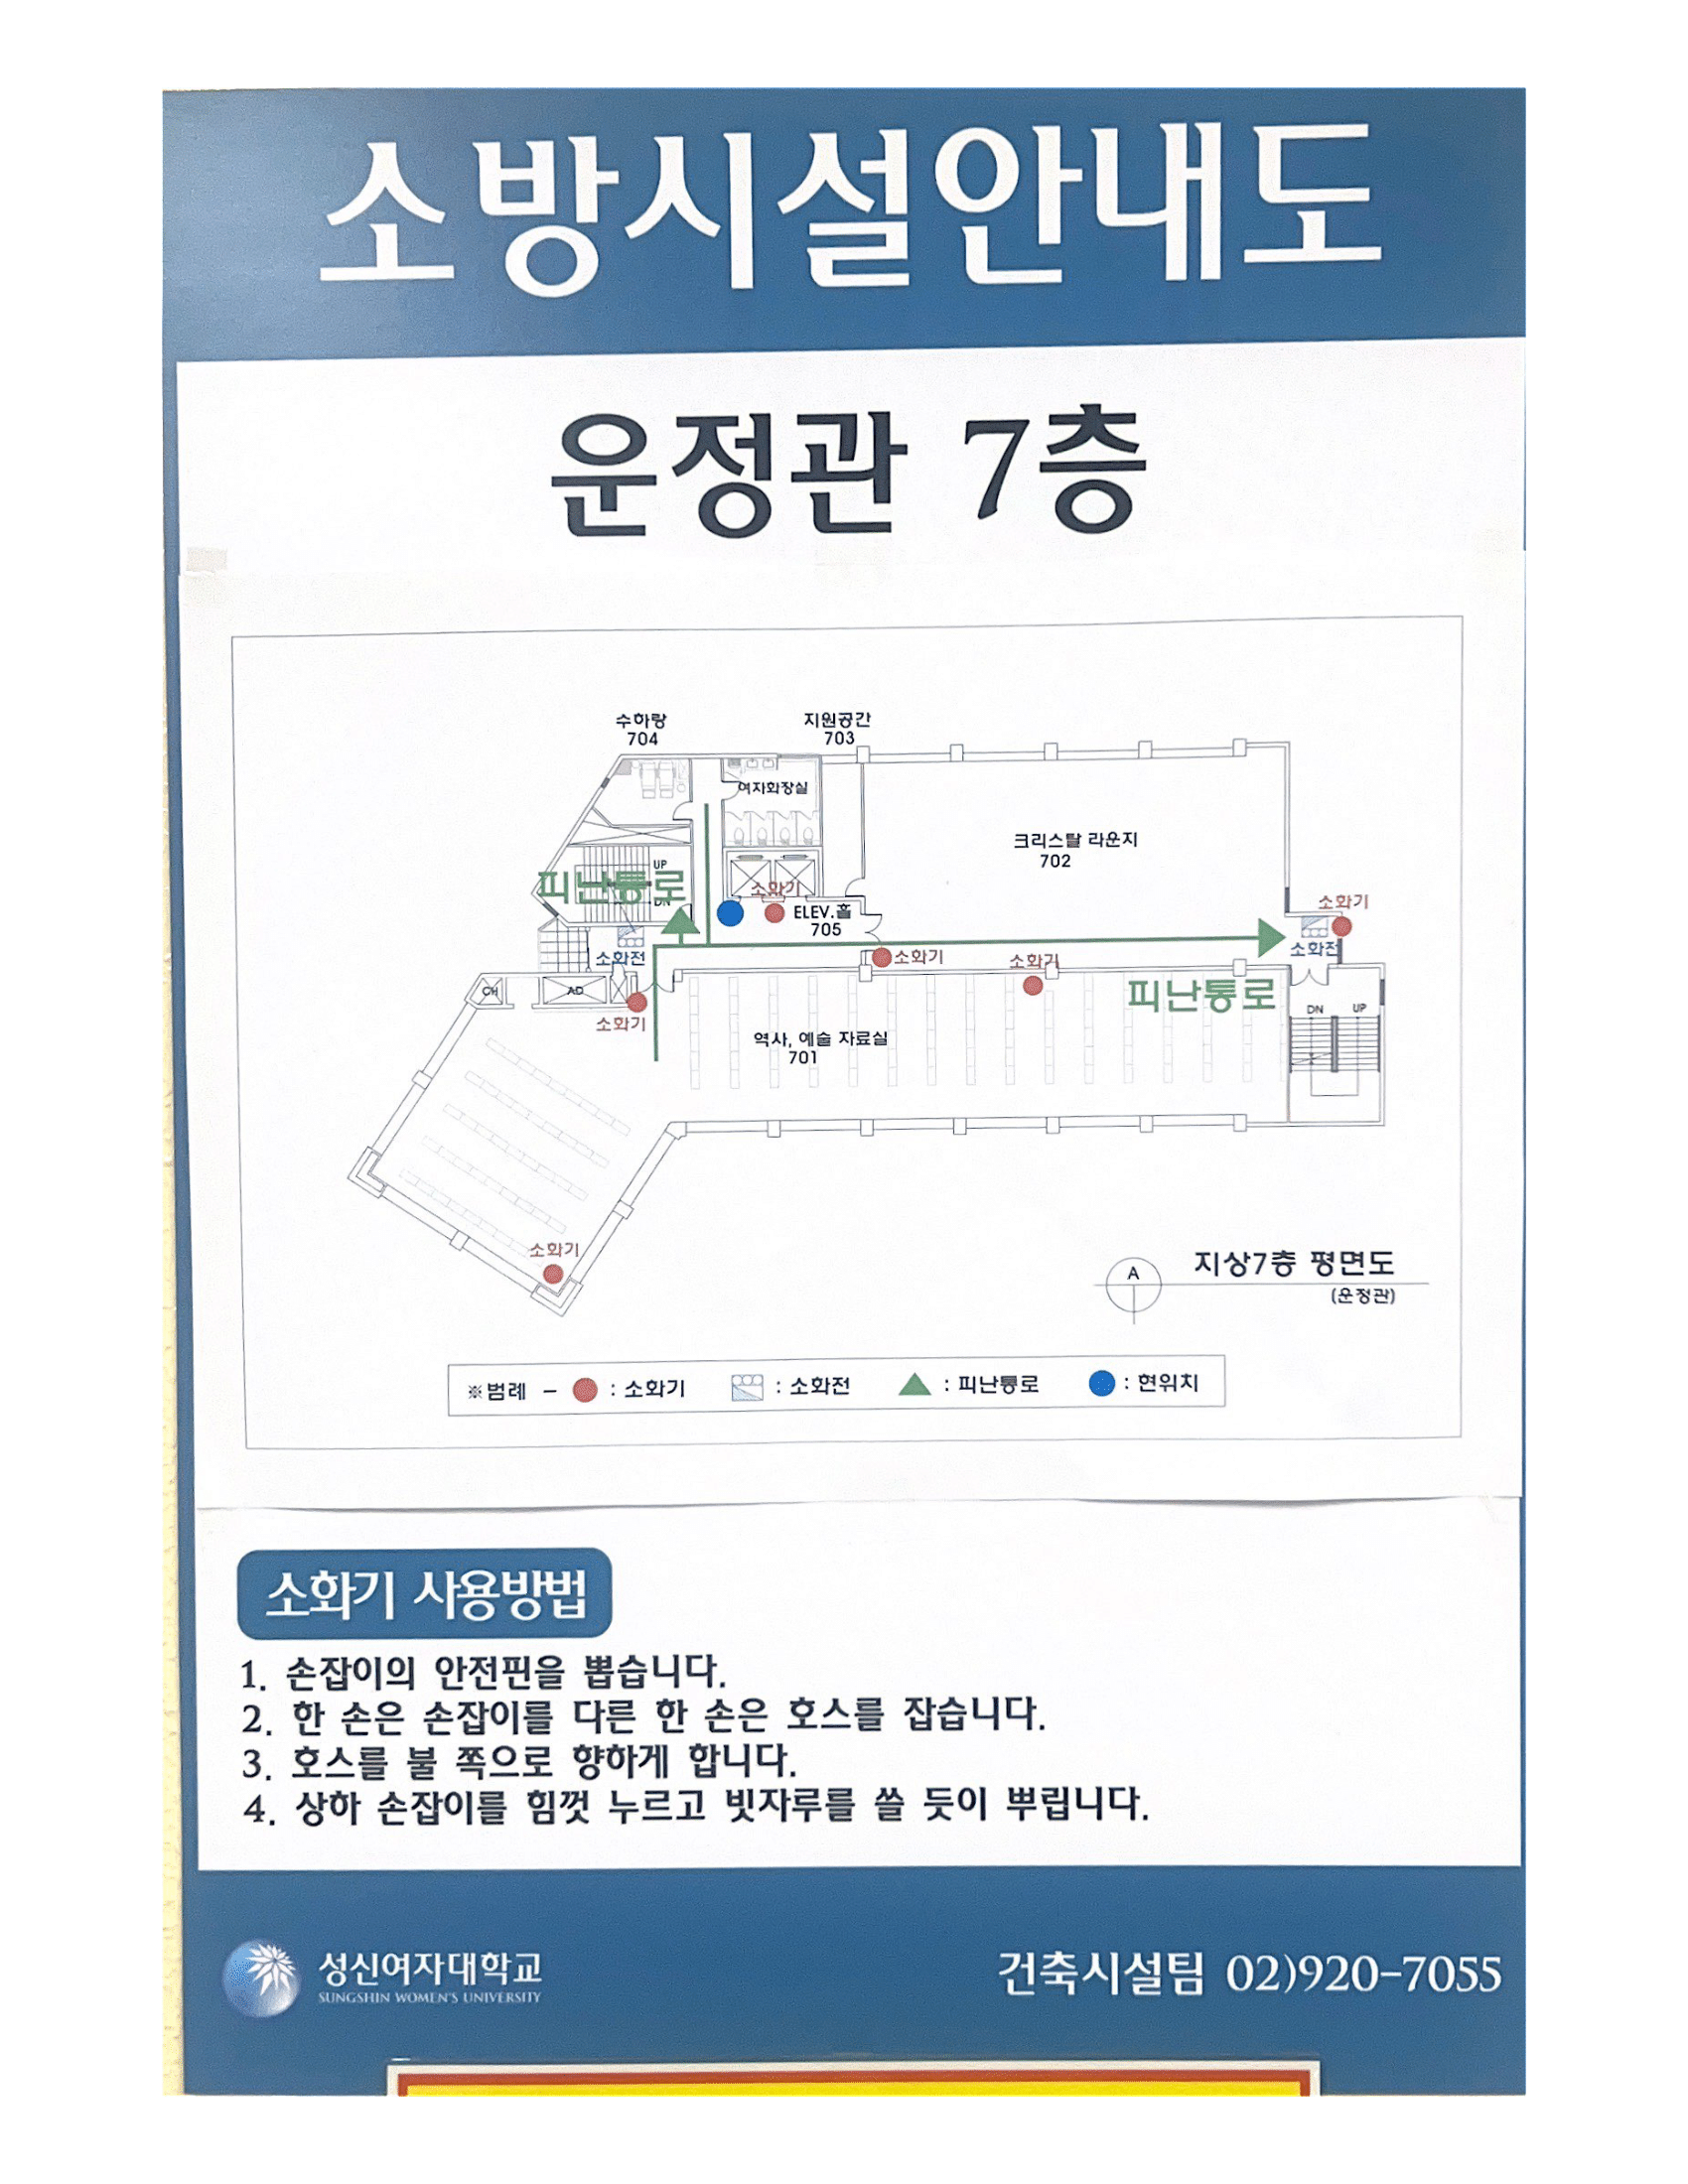 소방시설안내도
운정관 7층
수하랑
704
지원공간
703
여자화장실
크리스탈 라운지
702
UP
피난통로
DN
소화기
ELEV.홀
705
소화기
소화전
소화전
소화기
소화기
피난통로
CH
AD
소화기
역사, 예술 자료실
701
DN
UP
소화기
A
지상7층 평면도
(운정관)
※범례 – : 소화기 : 소화전 : 피난통로 : 현위치
소화기 사용방법
1. 손잡이의 안전핀을 뽑습니다.
2. 한 손은 손잡이를 다른 한 손은 호스를 잡습니다.
3. 호스를 불 쪽으로 향하게 합니다.
4. 상하 손잡이를 힘껏 누르고 빗자루를 쓸 듯이 뿌립니다.
성신여자대학교
SUNGSHIN WOMEN'S UNIVERSITY
건축시설팀 02)920-7055